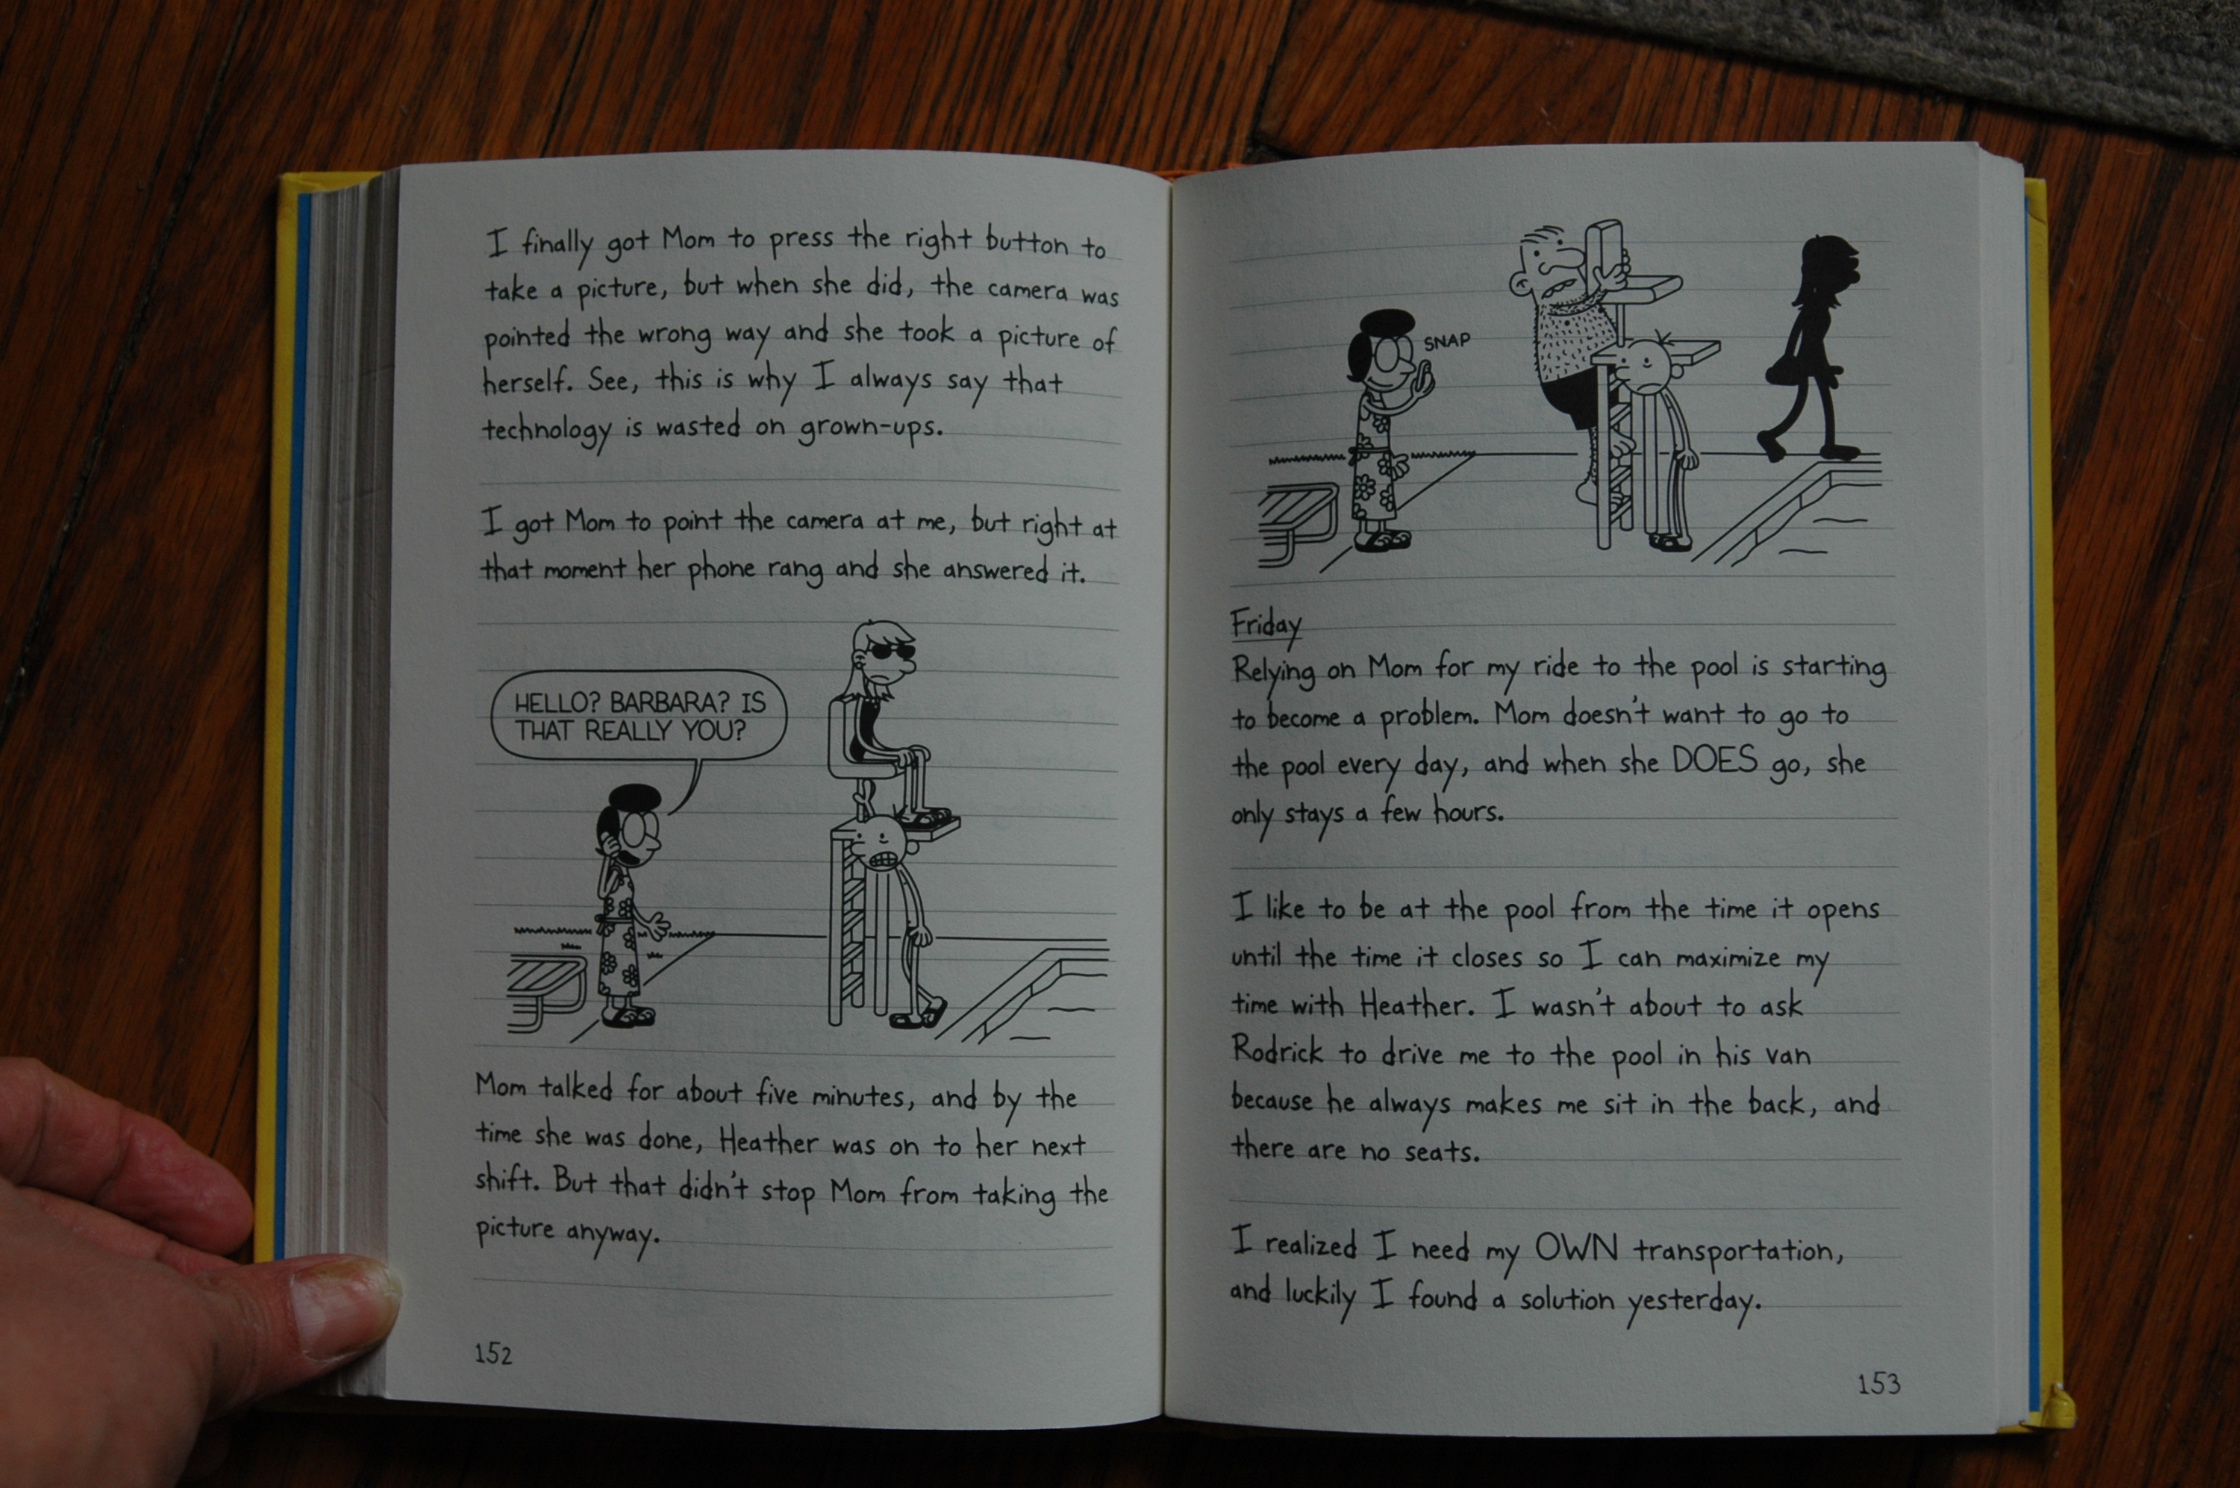 I finally got Mom to press the right button to
take a picture, but when she did, the camera was
pointed the wrong way and she took a picture of
herself. See, this is why I always say that
technology is wasted on grown-ups.
I got Mom to point the camera at me, but right at
that moment her phone rang and she answered it.
HELLO? BARBARA? IS
THAT REALLY YOU?
Mom talked for about five minutes, and by the
time she was done, Heather was on to her next
shift. But that didn't stop Mom from taking the
picture anyway.
152
SNAP
Friday
Relying on Mom for my ride to the pool is starting
to become a problem. Mom doesn't want to go to
the pool every day, and when she DOES go, she
only stays a few hours.
I like to be at the pool from the time it opens
until the time it closes so I can maximize my
time with Heather. I wasn't about to ask
Rodrick to drive me to the pool in his van
because he always makes me sit in the back, and
there are no seats.
I realized I need my OWN transportation,
and luckily I found a solution yesterday.
153